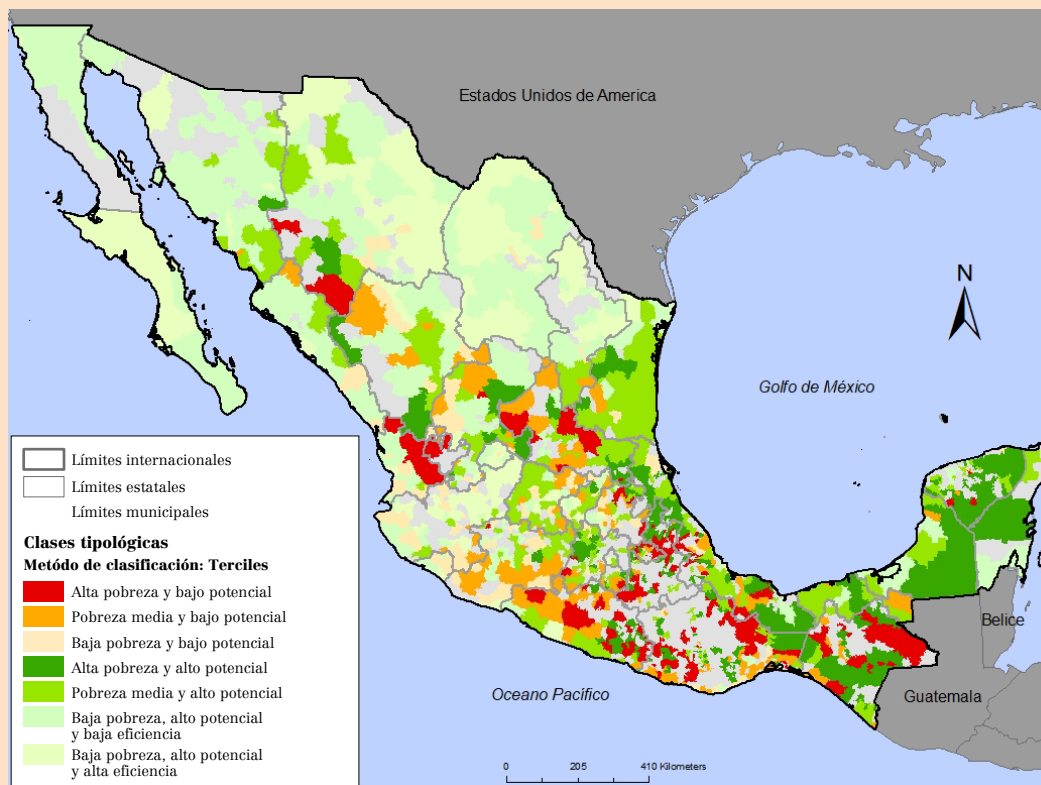 Estados Unidos de America
N
Golfo de México
Límites internacionales
Límites estatales
Límites municipales
Clases tipológicas
Metódo de clasificación: Terciles
Alta pobreza y bajo potencial
Pobreza media y bajo potencial
Baja pobreza y bajo potencial
Alta pobreza y alto potencial
Pobreza media y alto potencial
Baja pobreza, alto potencial
y baja eficiencia
Baja pobreza, alto potencial
y alta eficiencia
Belice
Oceano Pacífico
Guatemala
0 205 410 Kilometers